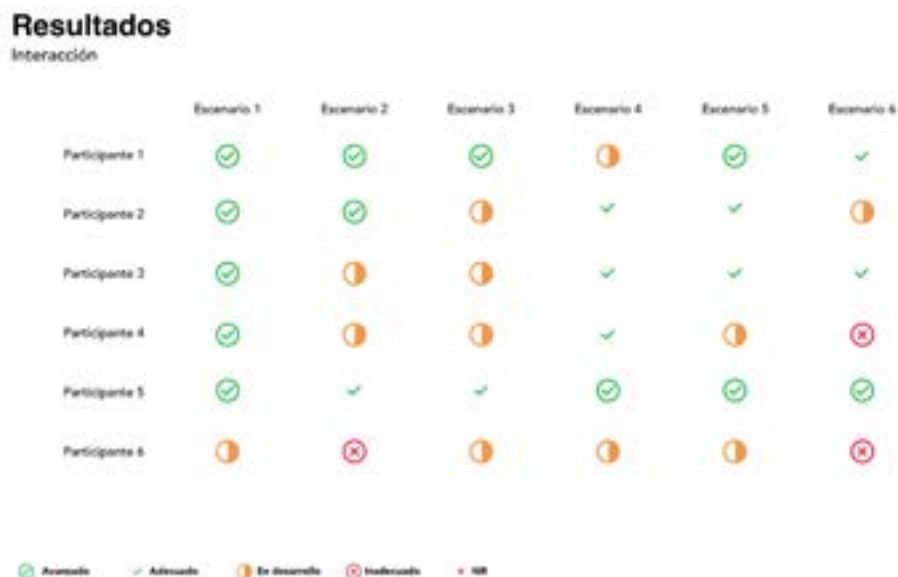 Resultados
Interacción
Escenario 1 Escenario 2 Escenario 3 Escenario 4 Escenario 5 Escenario 6
Participante 1
Participante 2
Participante 3
Participante 4
Participante 5
Participante 6
Avanzado Adecuado En desarrollo Inadecuado NR